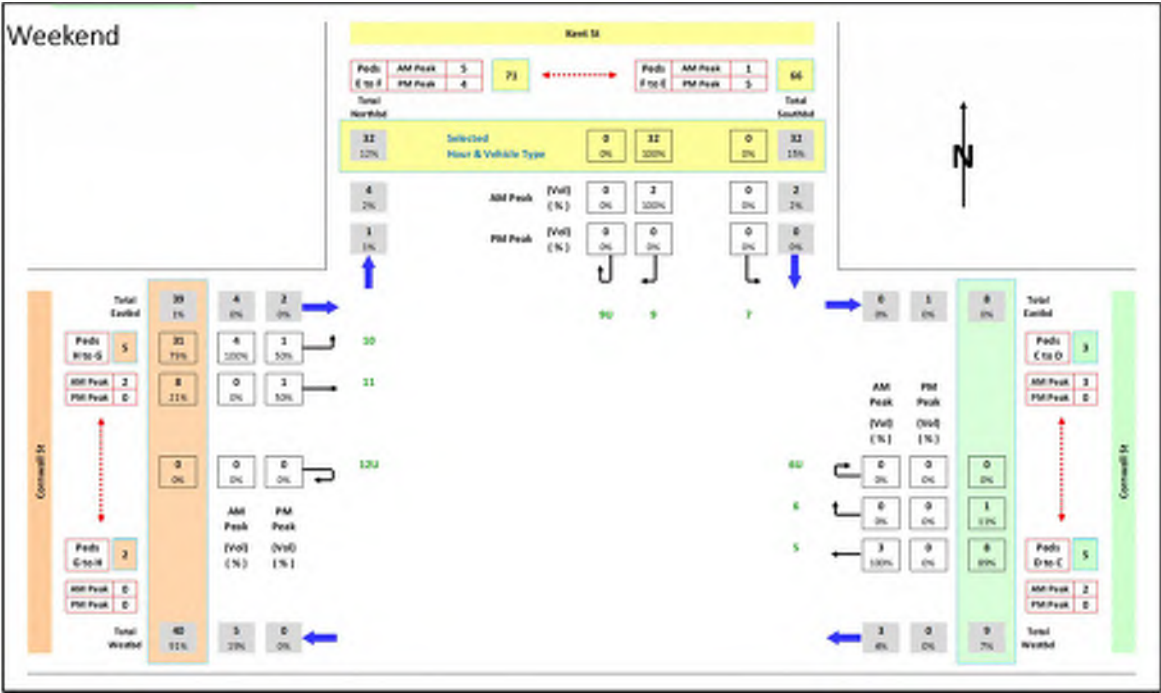 Weekend
Kent St
Peds AM Peak 5 71 Peds AM Peak 1 66
E to F PM Peak 4 F to E PM Peak 5
Total Total
Northbd Southbd
32 Selected 0 32 0 32
12% Hour & Vehicle Type 0% 100% 0% 15%
4 AM Peak (Vol) 0 2 0 2
2% (%) 0% 100% 0% 2%
1 PM Peak (Vol) 0 0 0 0
1% (%) 0% 0% 0% 0%
N
9U 9 7
Total 39 4 2 0 1 8 Total
Eastbd 1% 0% 0% 0% 0% 0% Eastbd
Peds 5 31 4 1 10 Peds 3
H to G 79% 100% 50% C to D
AM Peak 2 8 0 1 11 AM Peak 3
PM Peak 0 21% 0% 50% PM Peak 0
AM PM
Peak Peak
(Vol) (Vol)
(%) (%)
Cornwall St
0 0 0 12U 6U 0 0 0
0% 0% 0% 0% 0% 0%
Cornwall St
AM PM 6 0 0 1
Peak Peak 0% 0% 11%
Peds 2 (Vol) (Vol) 5 3 0 8 Peds 5
G to H (%) (%) 100% 0% 89% D to C
AM Peak 0 AM Peak 2
PM Peak 0 PM Peak 0
Total 40 5 0 3 0 9 Total
Westbd 0% 0% 7% Westbd